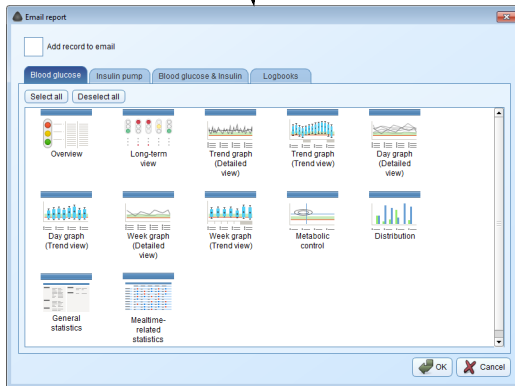 Email report
Add record to email
Blood glucose Insulin pump Blood glucose & Insulin Logbooks
Select all Deselect all
Overview Long-term view Trend graph (Detailed view) Trend graph (Trend view) Day graph (Detailed view)
Day graph (Trend view) Week graph (Detailed view) Week graph (Trend view) Metabolic control Distribution
General statistics Mealtime-related statistics
OK Cancel